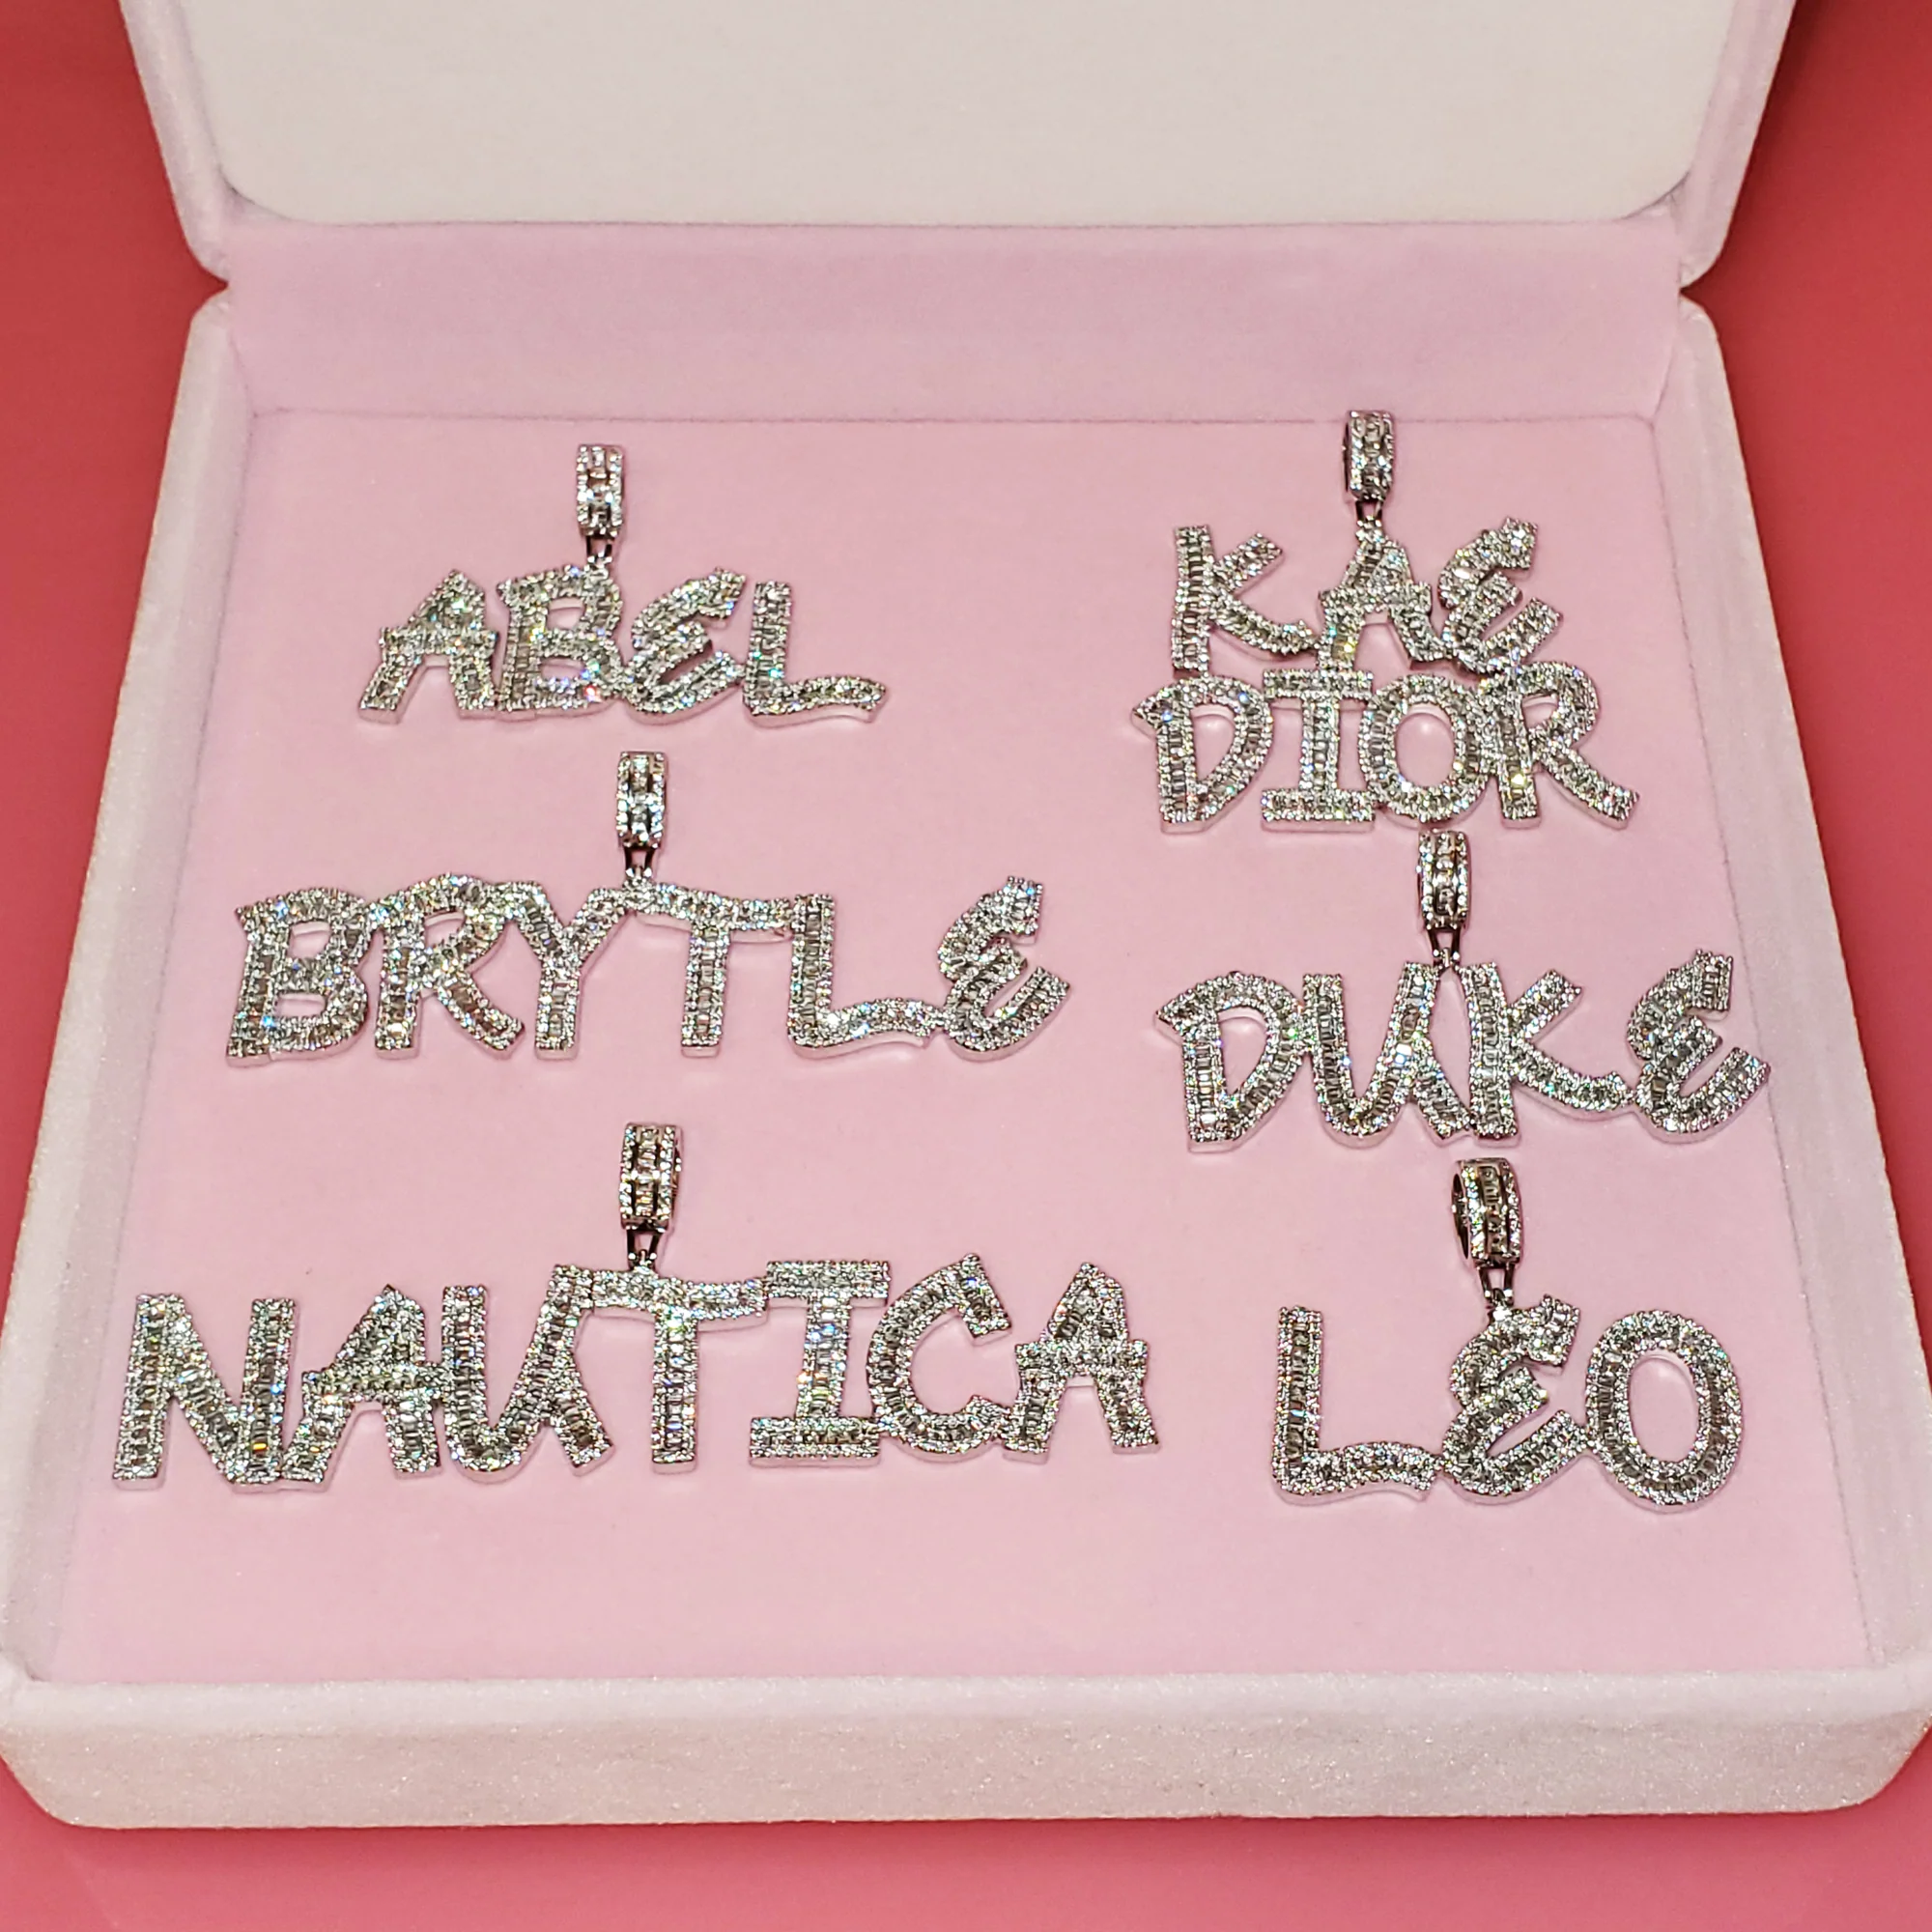 ABEL
KAE
DIOR
BRYTLE
DUKE
NAUTICA
LEO